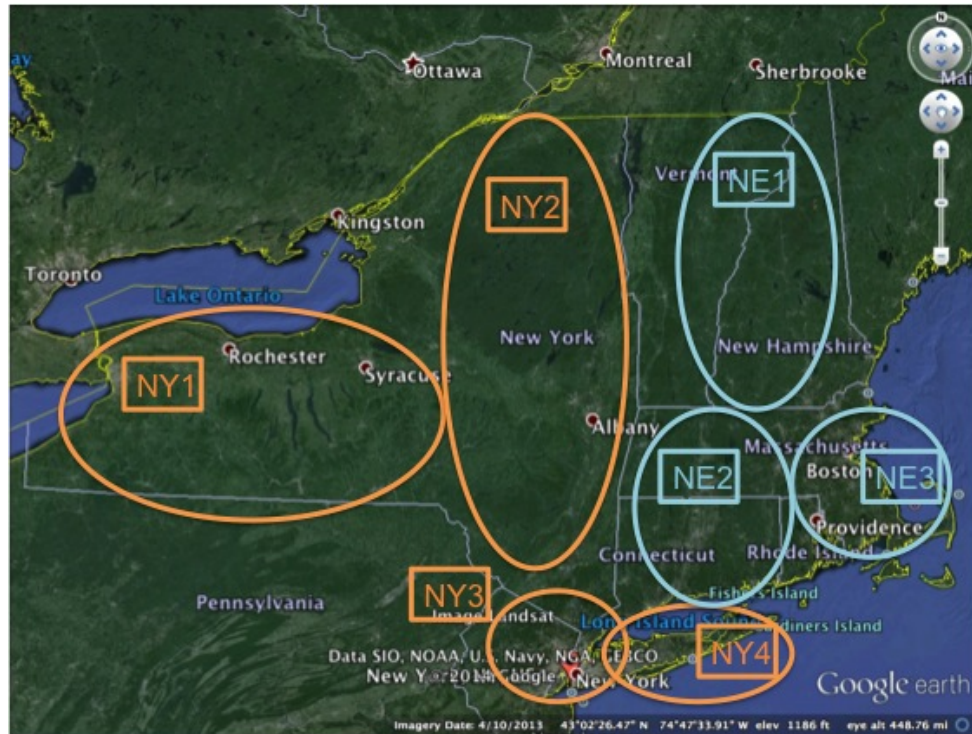 ay
N
Ottawa
Montreal
Sherbrooke
Mai
Vermont
NE1
NY2
Kingston
Toronto
Lake Ontario
New York
New Hampshire
Rochester
NY1
Syracuse
Albany
Massachusetts
Boston
NE2
NE3
Providence
Connecticut
Rhode Island
Pennsylvania
NY3
Image Landsat
Fishers Island
Long Island Sound
Gardiners Island
Data SIO, NOAA, U.S. Navy, NGA, GEBCO
NY4
New York
Google earth
Imagery Date: 4/10/2013 43°02'26.47" N 74°47'33.91" W elev 1186 ft eye alt 448.76 mi